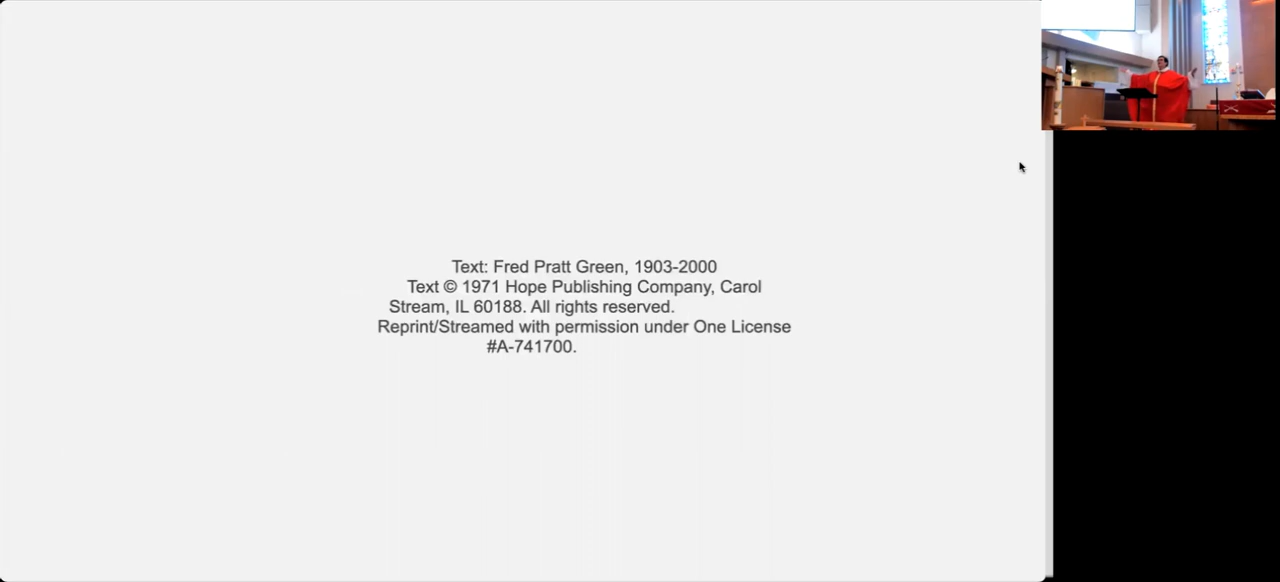 Text: Fred Pratt Green, 1903-2000
Text © 1971 Hope Publishing Company, Carol
Stream, IL 60188. All rights reserved.
Reprint/Streamed with permission under One License
#A-741700.